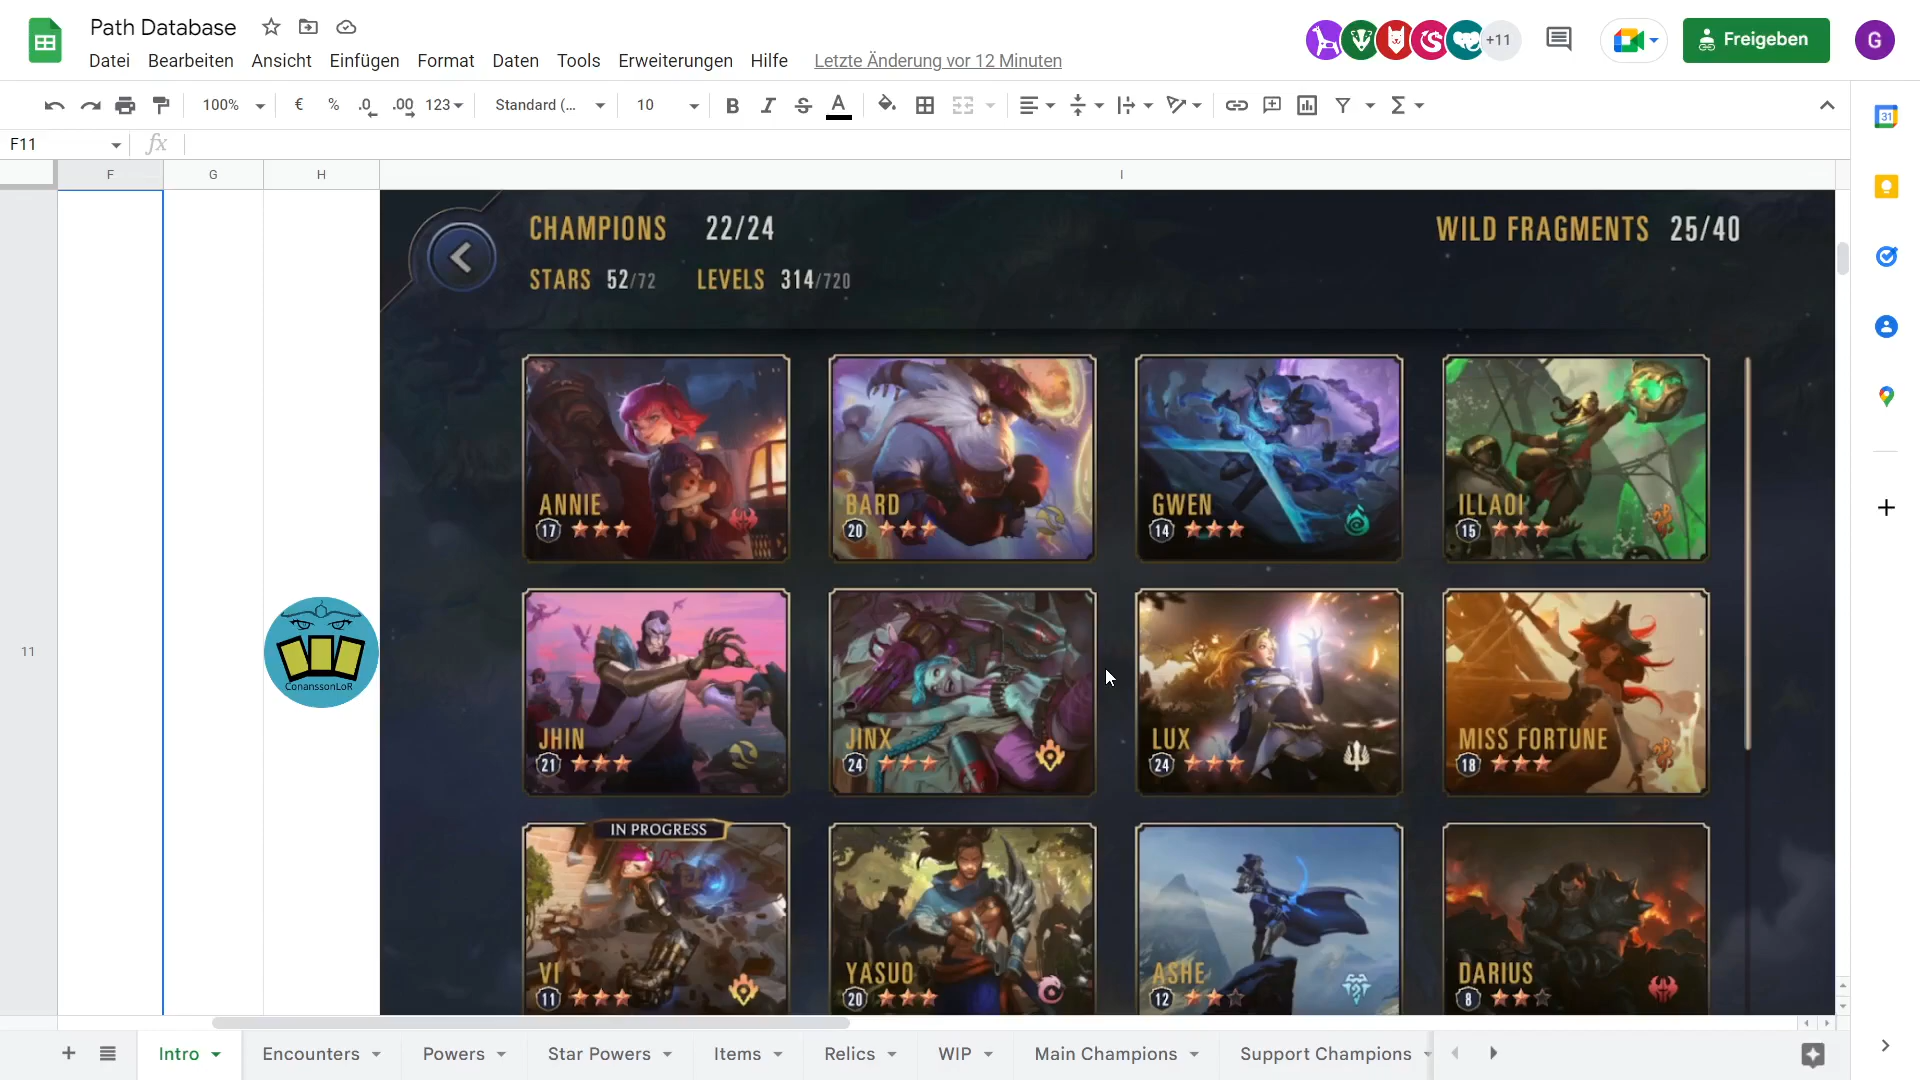 Path Database
Datei Bearbeiten Ansicht Einfügen Format Daten Tools Erweiterungen Hilfe Letzte Änderung vor 12 Minuten
+11
Freigeben
G
100% € % .0 .00 123 Standard (... 10 B I S A Σ
31
F11 fx
F G H I
CHAMPIONS 22/24
WILD FRAGMENTS 25/40
STARS 52/72 LEVELS 314/720
ANNIE BARD GWEN ILLAOI
17 20 14 15
11
ConanssonLoR
JHIN JINX LUX MISS FORTUNE
21 24 24 18
IN PROGRESS
VI YASUO ASHE DARIUS
11 20 12 8
Intro Encounters Powers Star Powers Items Relics WIP Main Champions Support Champions